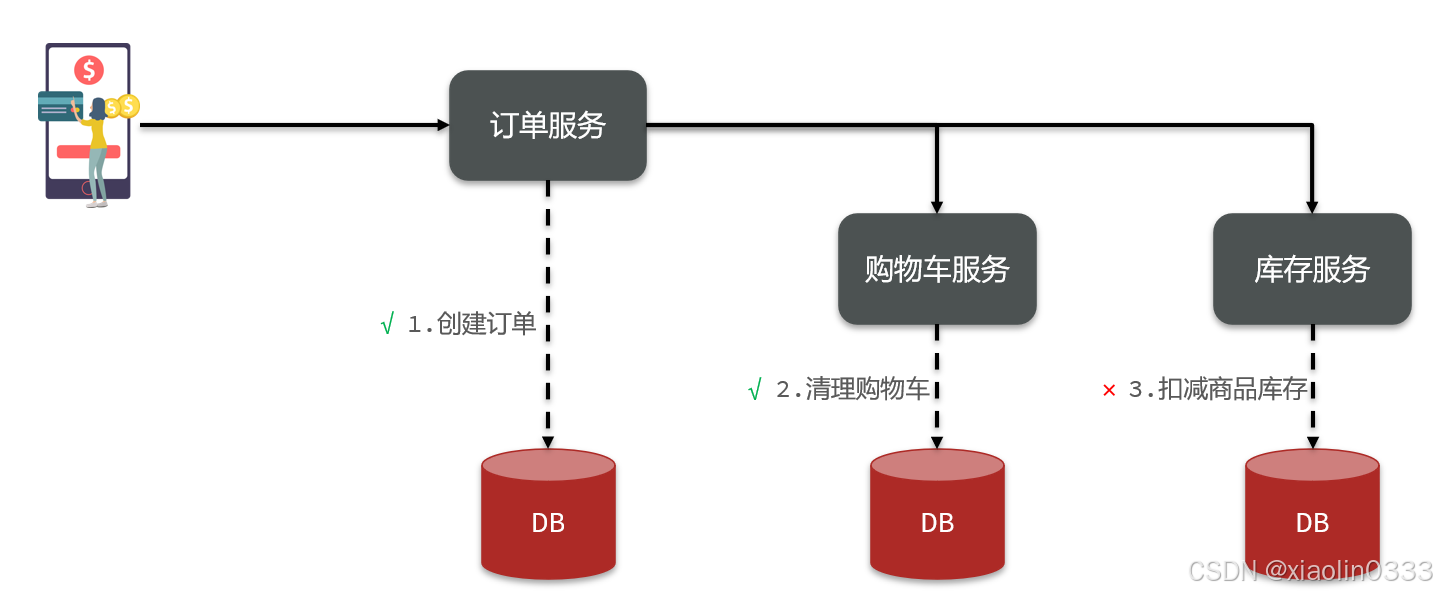 $
$
$
订单服务
购物车服务
库存服务
√ 1.创建订单
√ 2.清理购物车
× 3.扣减商品库存
DB
DB
DB
CSDN @xiaolin0333